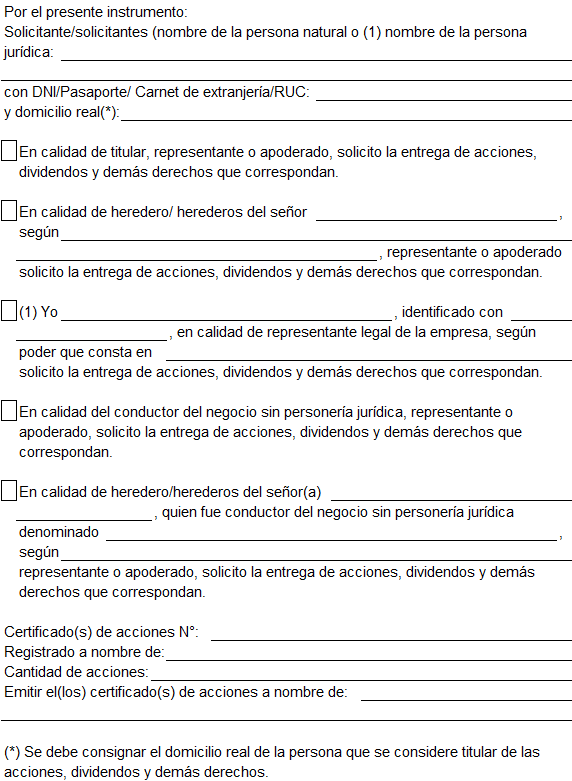 Por el presente instrumento:
Solicitante/solicitantes (nombre de la persona natural o (1) nombre de la persona
jurídica:
con DNI/Pasaporte/ Carnet de extranjería/RUC:
y domicilio real(*):
En calidad de titular, representante o apoderado, solicito la entrega de acciones,
dividendos y demás derechos que correspondan.
En calidad de heredero/ herederos del señor ,
según
, representante o apoderado
solicito la entrega de acciones, dividendos y demás derechos que correspondan.
(1) Yo , identificado con
, en calidad de representante legal de la empresa, según
poder que consta en
solicito la entrega de acciones, dividendos y demás derechos que correspondan.
En calidad del conductor del negocio sin personería jurídica, representante o
apoderado, solicito la entrega de acciones, dividendos y demás derechos que
correspondan.
En calidad de heredero/herederos del señor(a)
, quien fue conductor del negocio sin personería jurídica
denominado ,
según
representante o apoderado, solicito la entrega de acciones, dividendos y demás
derechos que correspondan.
Certificado(s) de acciones N°:
Registrado a nombre de:
Cantidad de acciones:
Emitir el(los) certificado(s) de acciones a nombre de:
(*) Se debe consignar el domicilio real de la persona que se considere titular de las
acciones, dividendos y demás derechos.